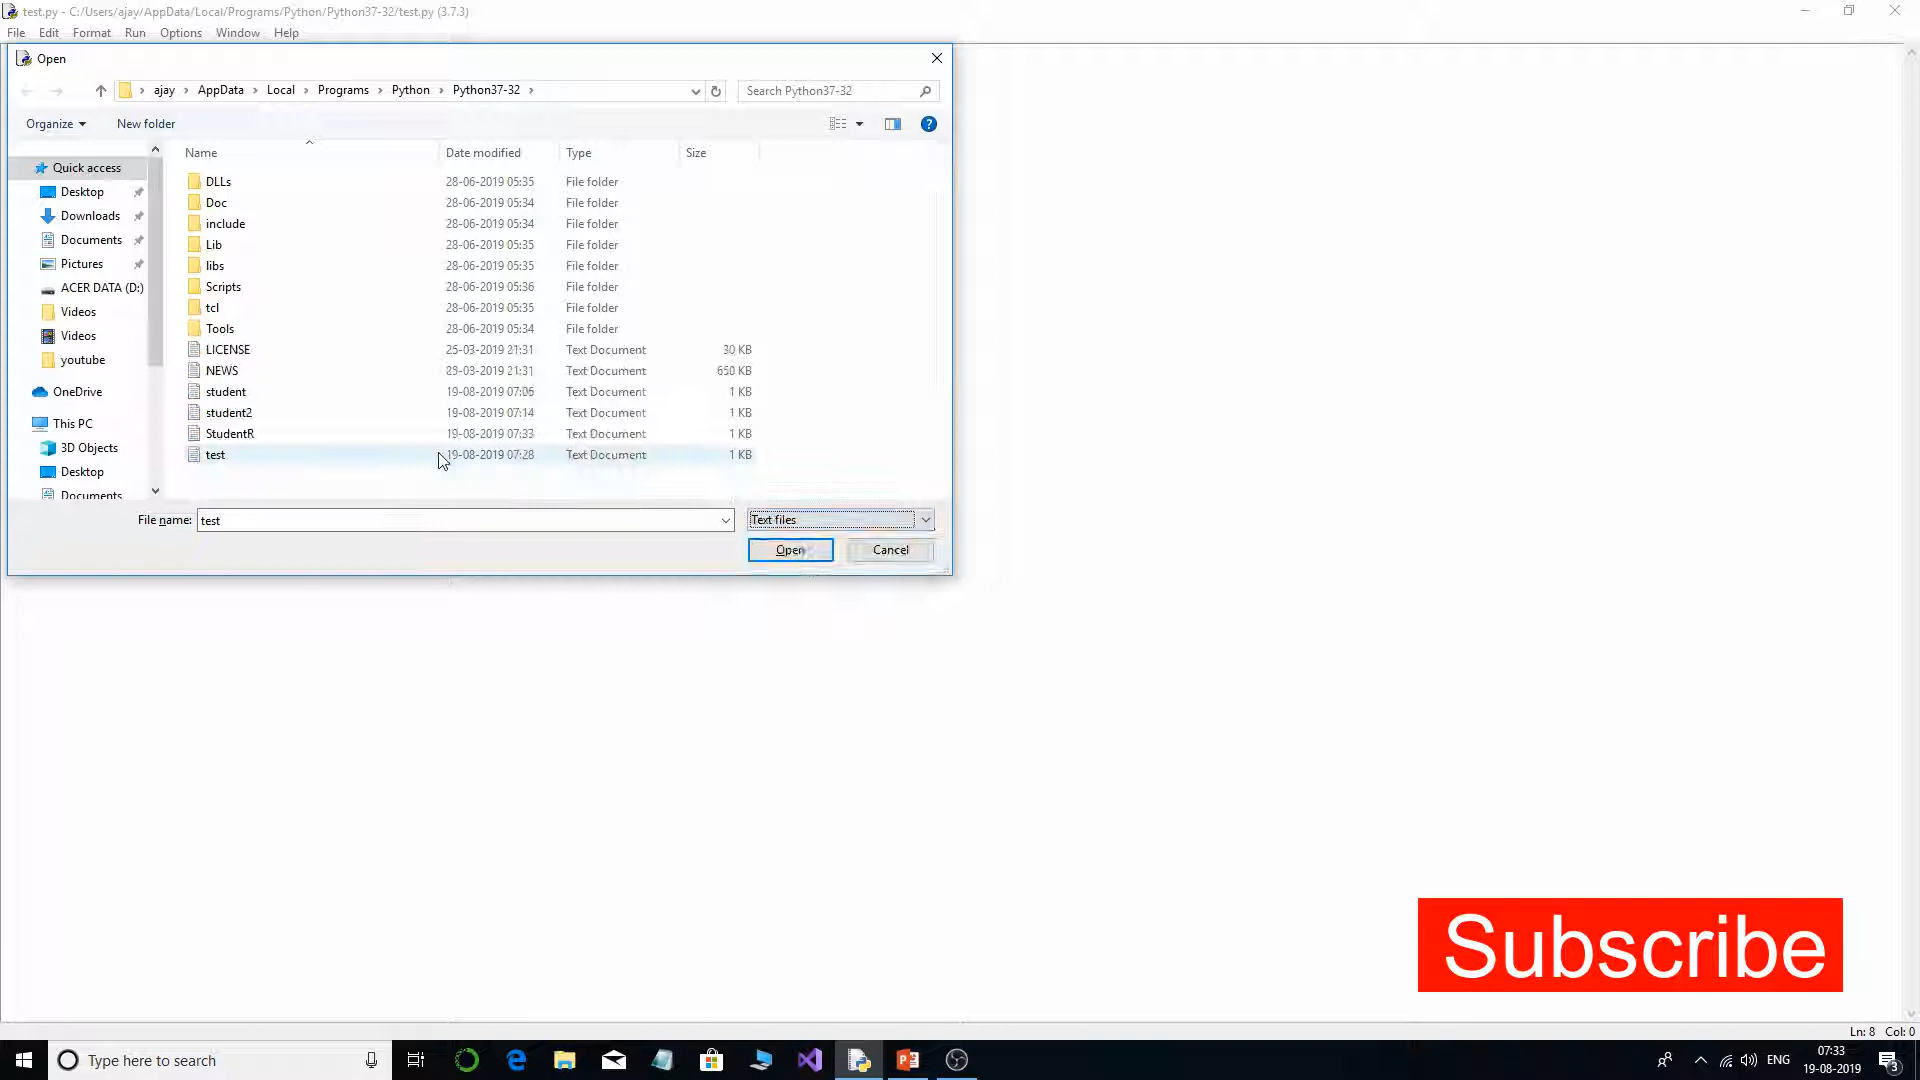 test.py - C:/Users/ajay/AppData/Local/Programs/Python/Python37-32/test.py (3.7.3)
File Edit Format Run Options Window Help
Open
ajay › AppData › Local › Programs › Python › Python37-32 ›
Search Python37-32
Organize New folder
Name Date modified Type Size
Quick access
Desktop
Downloads
Documents
Pictures
ACER DATA (D:)
Videos
Videos
youtube
OneDrive
This PC
3D Objects
Desktop
Documents
DLLs 28-06-2019 05:35 File folder
Doc 28-06-2019 05:34 File folder
include 28-06-2019 05:34 File folder
Lib 28-06-2019 05:35 File folder
libs 28-06-2019 05:35 File folder
Scripts 28-06-2019 05:36 File folder
tcl 28-06-2019 05:35 File folder
Tools 28-06-2019 05:34 File folder
LICENSE 25-03-2019 21:31 Text Document 30 KB
NEWS 25-03-2019 21:31 Text Document 650 KB
student 19-08-2019 07:06 Text Document 1 KB
student2 19-08-2019 07:14 Text Document 1 KB
StudentR 19-08-2019 07:33 Text Document 1 KB
test 19-08-2019 07:28 Text Document 1 KB
File name: test Text files
Open Cancel
Subscribe
Ln: 8 Col: 0
Type here to search
ENG
07:33
19-08-2019
3